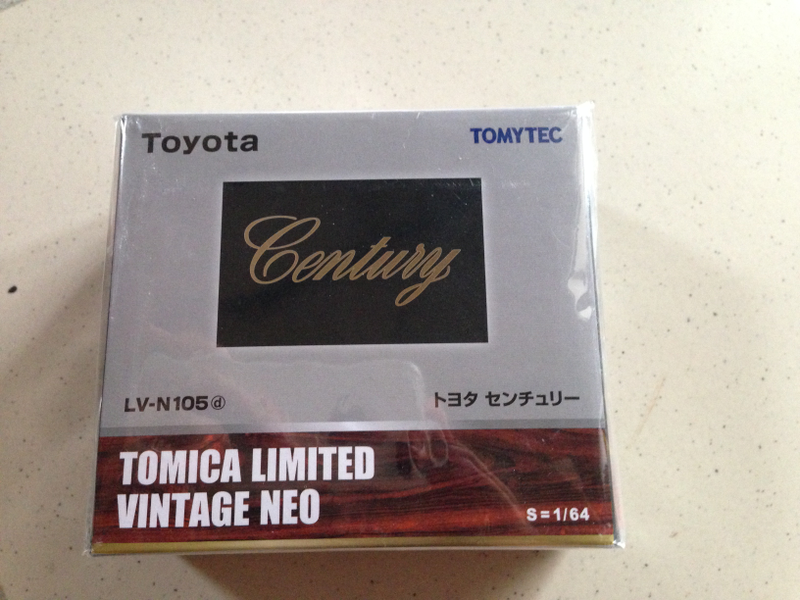 Toyota
TOMYTEC
Century
LV-N105ⓓ
トヨタ センチュリー
TOMICA LIMITED
VINTAGE NEO
S=1/64